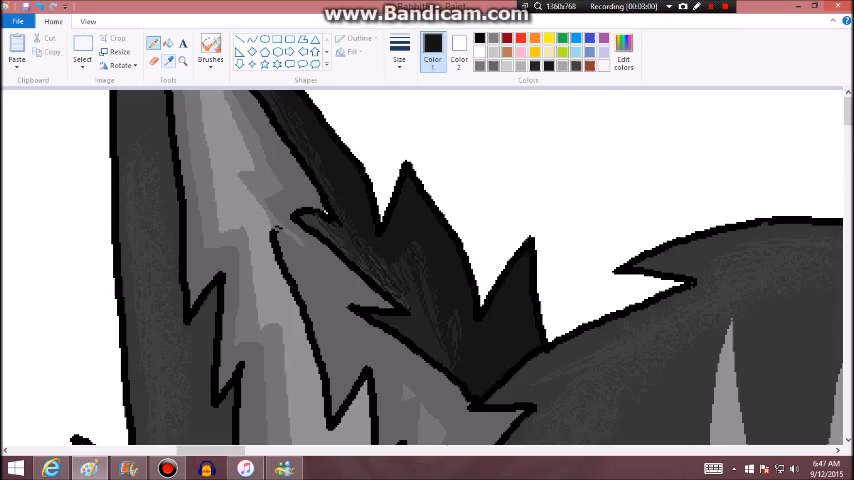 www.Bandicam.com
1360x768
Recording [00:03:00]
File
Home
View
Paste
Cut
Copy
Clipboard
Select
Crop
Resize
Rotate
Image
Tools
Brushes
Outline
Fill
Shapes
Size
Color
1
Color
2
Edit
colors
Colors
6:47 AM
9/12/2015